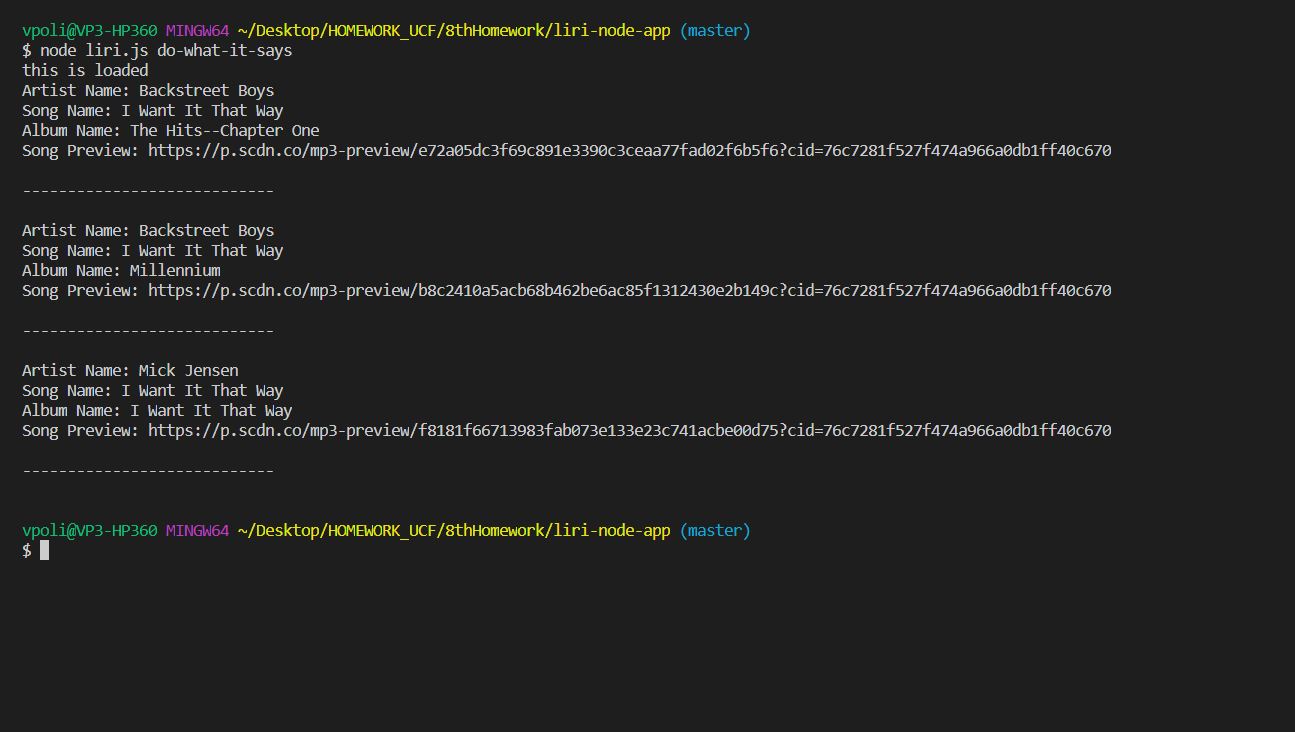 vpoli@VP3-HP360 MINGW64 ~/Desktop/HOMEWORK_UCF/8thHomework/liri-node-app (master)
$ node liri.js do-what-it-says
this is loaded
Artist Name: Backstreet Boys
Song Name: I Want It That Way
Album Name: The Hits--Chapter One
Song Preview: https://p.scdn.co/mp3-preview/e72a05dc3f69c891e3390c3ceaa77fad02f6b5f6?cid=76c7281f527f474a966a0db1ff40c670
----------------------------
Artist Name: Backstreet Boys
Song Name: I Want It That Way
Album Name: Millennium
Song Preview: https://p.scdn.co/mp3-preview/b8c2410a5acb68b462be6ac85f1312430e2b149c?cid=76c7281f527f474a966a0db1ff40c670
----------------------------
Artist Name: Mick Jensen
Song Name: I Want It That Way
Album Name: I Want It That Way
Song Preview: https://p.scdn.co/mp3-preview/f8181f66713983fab073e133e23c741acbe00d75?cid=76c7281f527f474a966a0db1ff40c670
----------------------------
vpoli@VP3-HP360 MINGW64 ~/Desktop/HOMEWORK_UCF/8thHomework/liri-node-app (master)
$